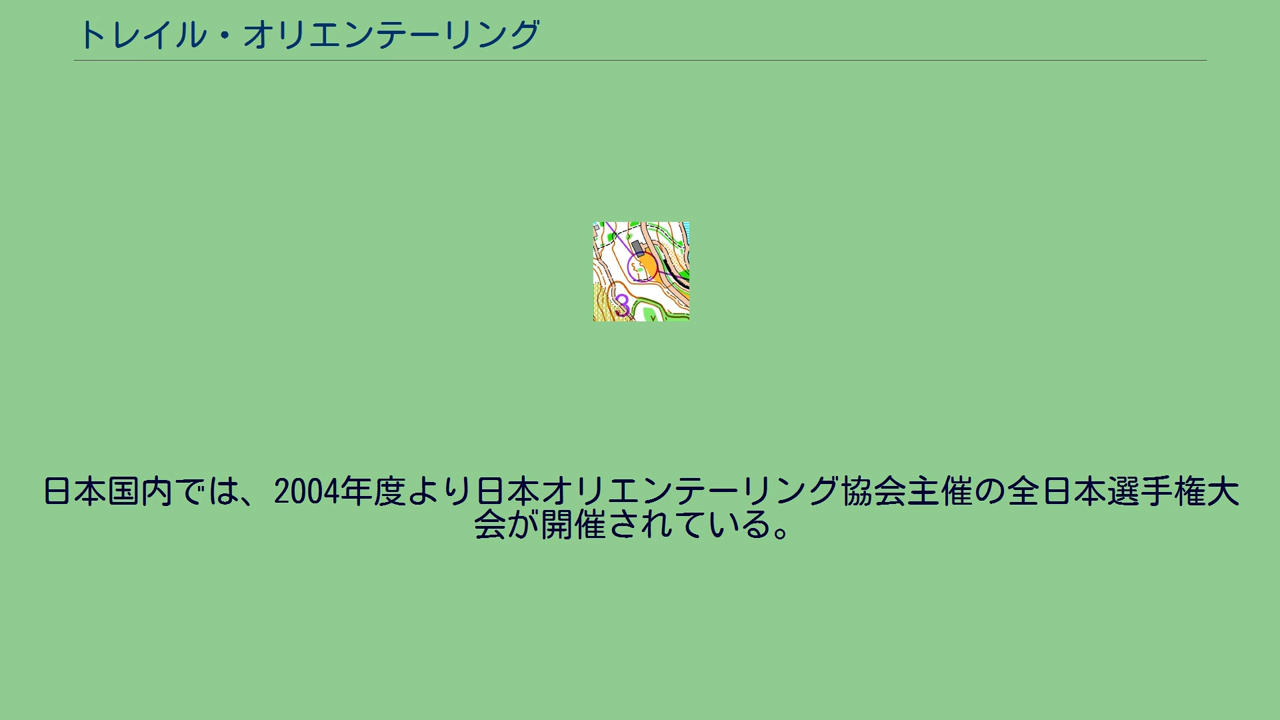 トレイル・オリエンテーリング
3
日本国内では、2004年度より日本オリエンテーリング協会主催の全日本選手権大
会が開催されている。